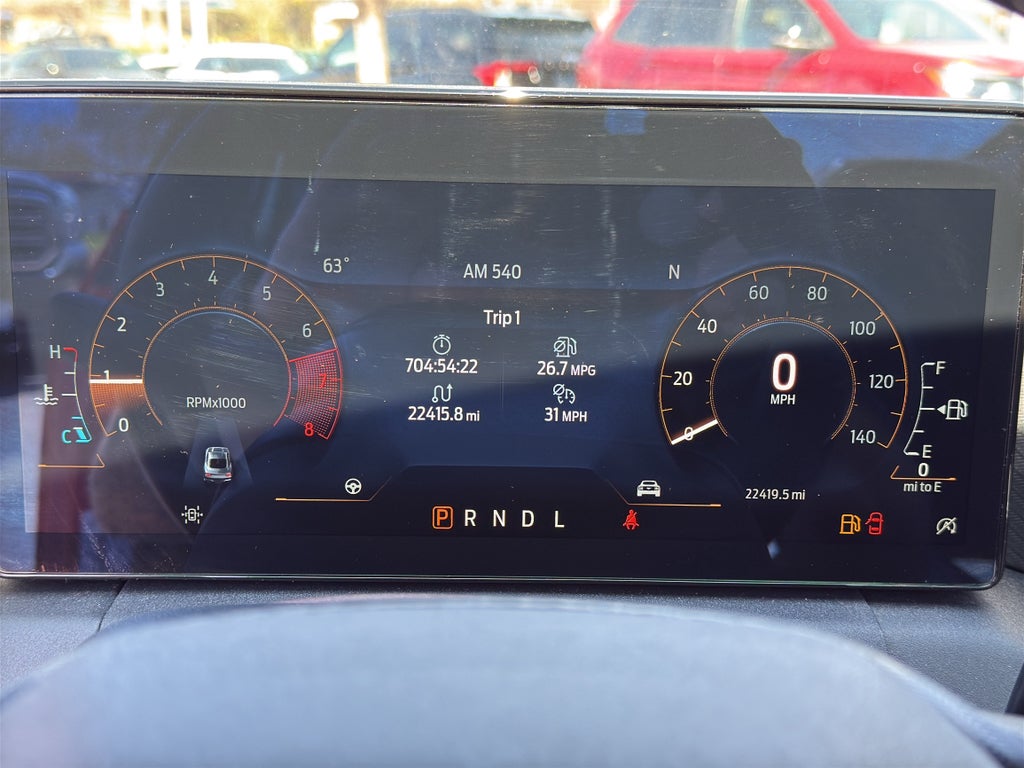 63° AM 540 N
Trip 1
704:54:22 26.7 MPG
22415.8 mi 31 MPH
0 1 2 3 4 5 6 7 8
RPMx1000
H
C
0 20 40 60 80 100 120 140
0
MPH
F
E
0
mi to E
22419.5 mi
P R N D L